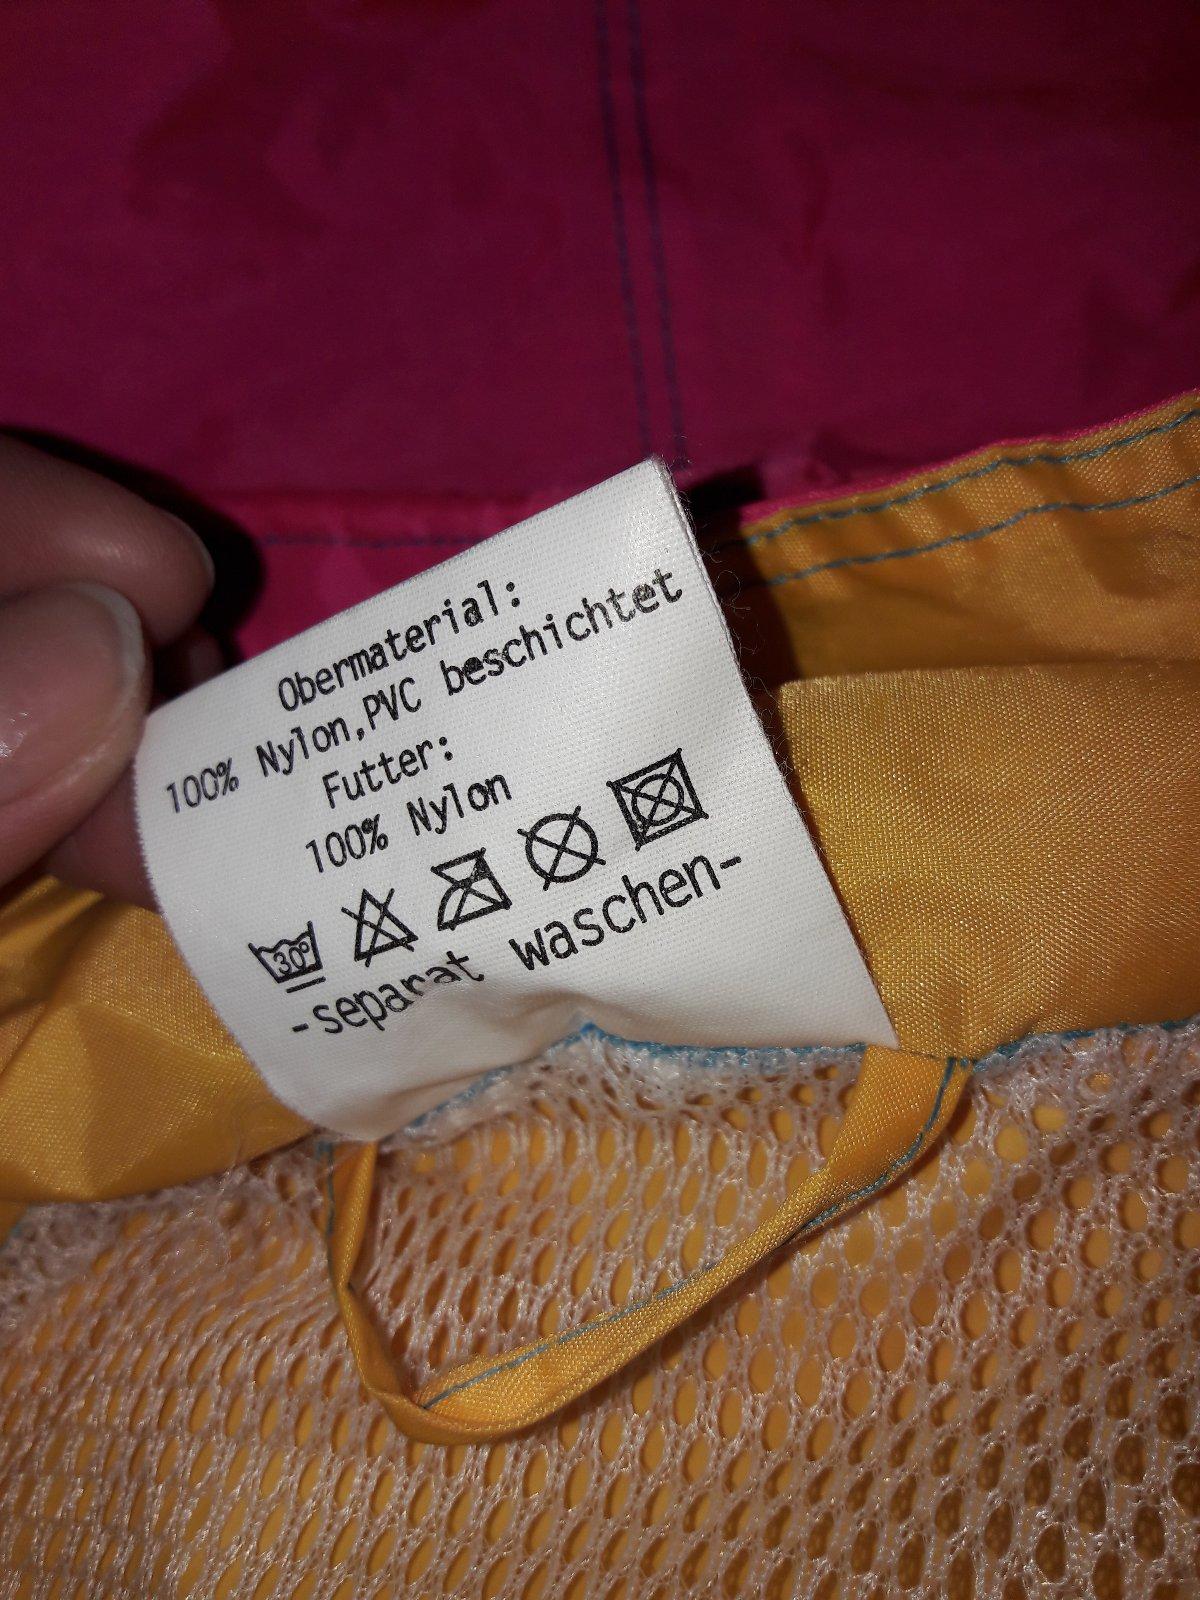 Obermaterial:
100% Nylon,PVC beschichtet
Futter:
100% Nylon
30°
-separat waschen-